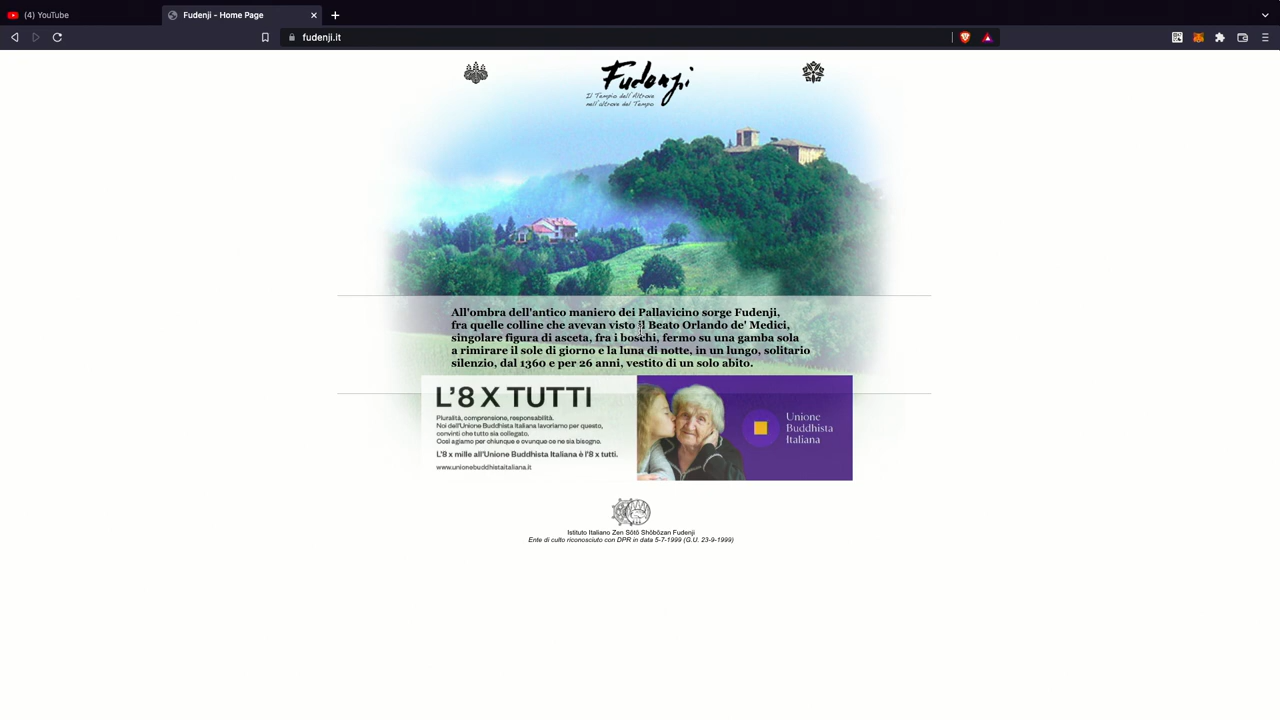 (4) YouTube
Fudenji - Home Page
fudenji.it
Fudenji
Il Tempio dell'Altrove
nell'altrove del Tempo
All'ombra dell'antico maniero dei Pallavicino sorge Fudenji,
fra quelle colline che avevan visto il Beato Orlando de' Medici,
singolare figura di asceta, fra i boschi, fermo su una gamba sola
a rimirare il sole di giorno e la luna di notte, in un lungo, solitario
silenzio, dal 1360 e per 26 anni, vestito di un solo abito.
L'8 X TUTTI
Pluralità, comprensione, responsabilità.
Noi dell'Unione Buddhista Italiana lavoriamo per questo,
convinti che tutto sia collegato.
Così agiamo per chiunque e ovunque ce ne sia bisogno.
L'8 x mille all'Unione Buddhista Italiana è l'8 x tutti.
www.unionebuddhistaitaliana.it
Unione
Buddhista
Italiana
Istituto Italiano Zen Sōtō Shōbōzan Fudenji
Ente di culto riconosciuto con DPR in data 5-7-1999 (G.U. 23-9-1999)